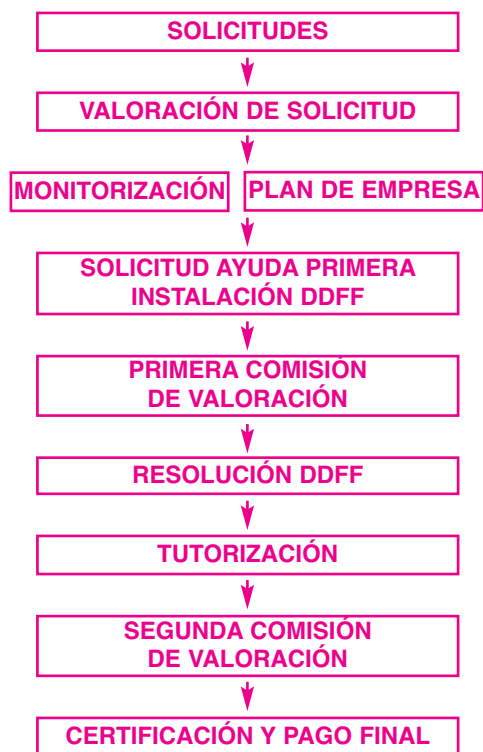 SOLICITUDES
VALORACIÓN DE SOLICITUD
MONITORIZACIÓN
PLAN DE EMPRESA
SOLICITUD AYUDA PRIMERA
INSTALACIÓN DDFF
PRIMERA COMISIÓN
DE VALORACIÓN
RESOLUCIÓN DDFF
TUTORIZACIÓN
SEGUNDA COMISIÓN
DE VALORACIÓN
CERTIFICACIÓN Y PAGO FINAL